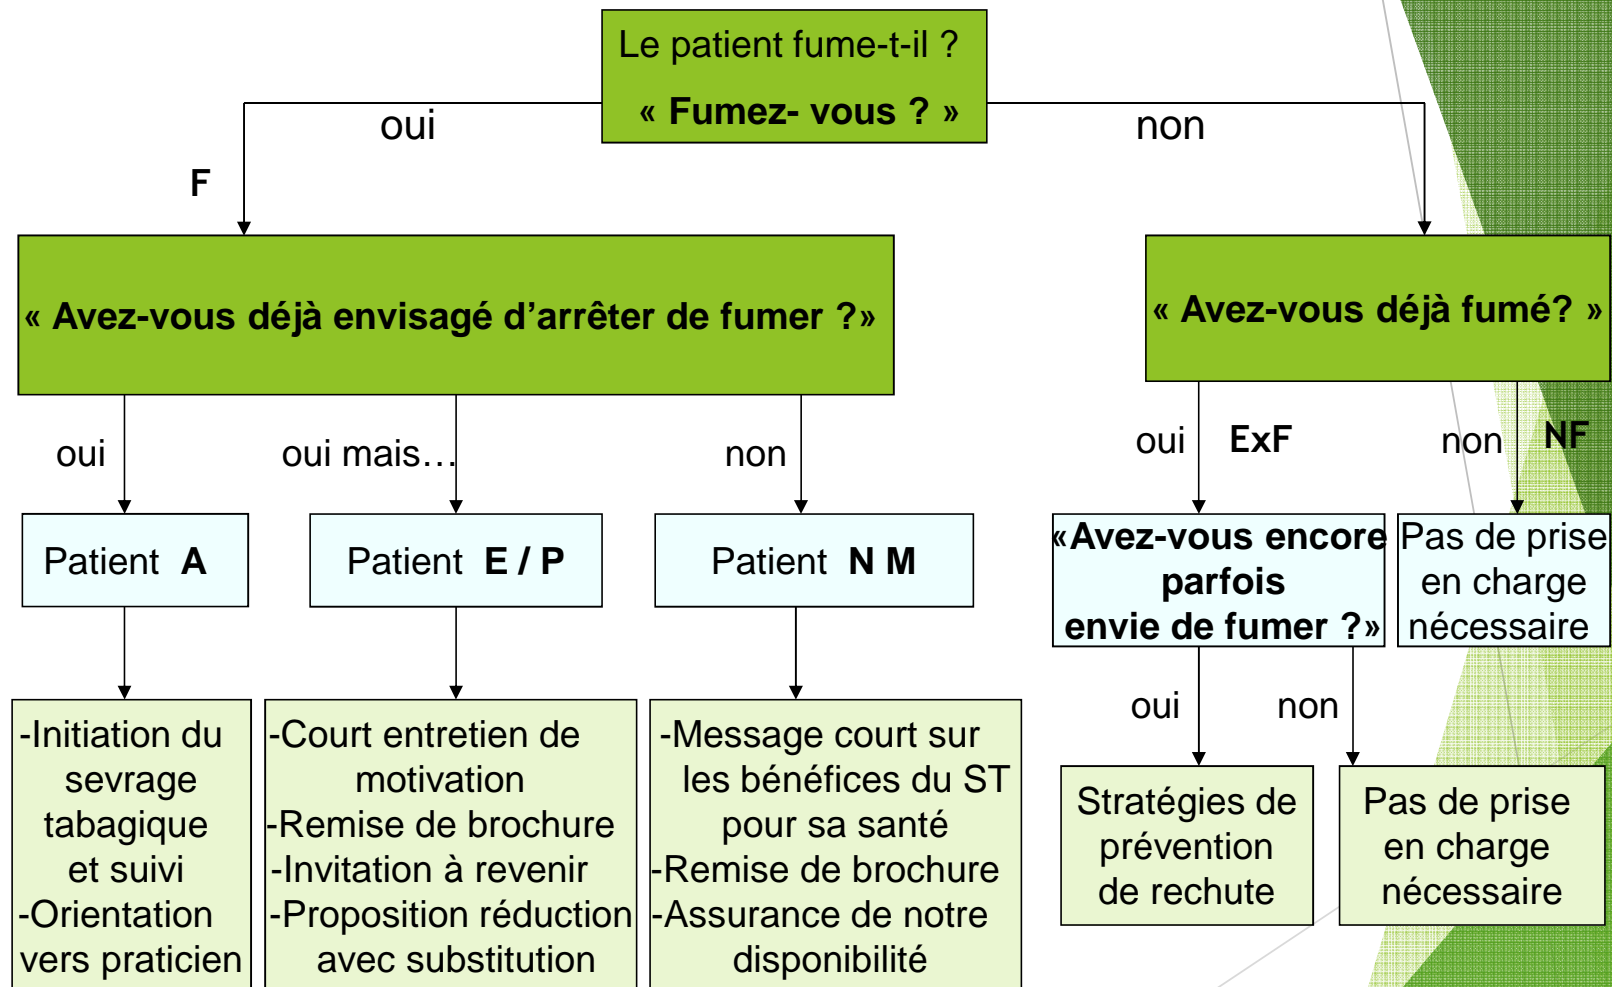 Le patient fume-t-il ?
« Fumez- vous ? »
oui
non
F
« Avez-vous déjà envisagé d'arrêter de fumer ?»
« Avez-vous déjà fumé? »
oui
oui mais…
non
oui
ExF
non
NF
Patient A
Patient E / P
Patient N M
«Avez-vous encore
parfois
envie de fumer ?»
Pas de prise
en charge
nécessaire
oui
non
-Initiation du
sevrage
tabagique
et suivi
-Orientation
vers praticien
-Court entretien de
motivation
-Remise de brochure
-Invitation à revenir
-Proposition réduction
avec substitution
-Message court sur
les bénéfices du ST
pour sa santé
-Remise de brochure
-Assurance de notre
disponibilité
Stratégies de
prévention
de rechute
Pas de prise
en charge
nécessaire